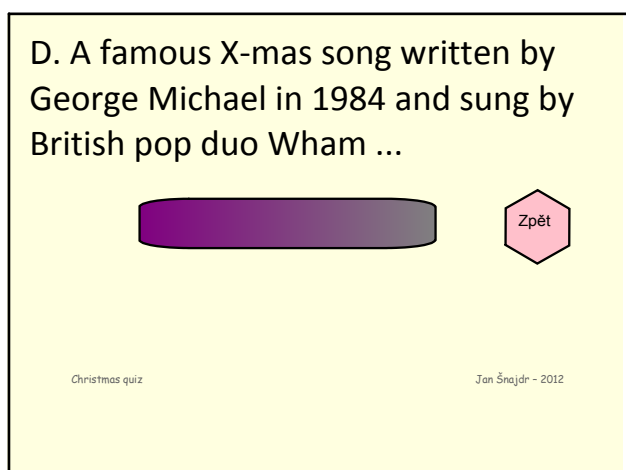 D. A famous X-mas song written by
George Michael in 1984 and sung by
British pop duo Wham ...
Zpět
Christmas quiz
Jan Šnajdr – 2012